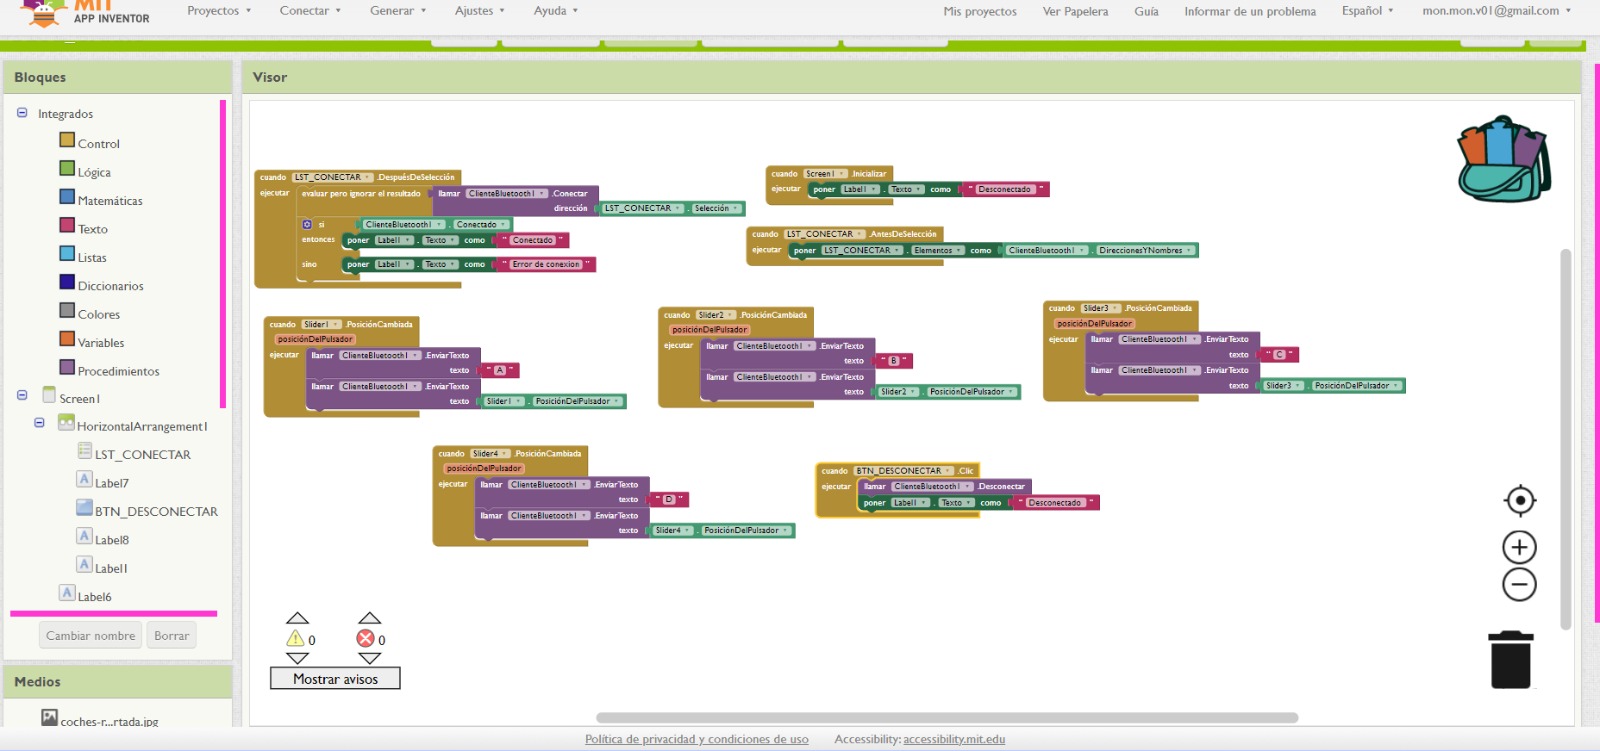 MIT
APP INVENTOR
Proyectos Conectar Generar Ajustes Ayuda Mis proyectos Ver Papelera Guía Informar de un problema Español mon.mon.v01@gmail.com
Bloques
Integrados
Control
Lógica
Matemáticas
Texto
Listas
Diccionarios
Colores
Variables
Procedimientos
Screen1
HorizontalArrangement1
LST_CONECTAR
Label7
BTN_DESCONECTAR
Label8
Label1
Label6
Cambiar nombre Borrar
Medios
coches-r...rtada.jpg
Visor
cuando LST_CONECTAR .DespuésDeSelección
ejecutar evaluar pero ignorar el resultado llamar ClienteBluetooth1 .Conectar
dirección LST_CONECTAR . Selección
si ClienteBluetooth1 . Conectado
entonces poner Label1 . Texto como " Conectado "
sino poner Label1 . Texto como " Error de conexion "
cuando Screen1 .Inicializar
ejecutar poner Label1 . Texto como " Desconectado "
cuando LST_CONECTAR .AntesDeSelección
ejecutar poner LST_CONECTAR . Elementos como ClienteBluetooth1 . DireccionesYNombres
cuando Slider1 .PosiciónCambiada
posiciónDelPulsador
ejecutar llamar ClienteBluetooth1 .EnviarTexto
texto " A "
llamar ClienteBluetooth1 .EnviarTexto
texto Slider1 . PosiciónDelPulsador
cuando Slider2 .PosiciónCambiada
posiciónDelPulsador
ejecutar llamar ClienteBluetooth1 .EnviarTexto
texto " B "
llamar ClienteBluetooth1 .EnviarTexto
texto Slider2 . PosiciónDelPulsador
cuando Slider3 .PosiciónCambiada
posiciónDelPulsador
ejecutar llamar ClienteBluetooth1 .EnviarTexto
texto " C "
llamar ClienteBluetooth1 .EnviarTexto
texto Slider3 . PosiciónDelPulsador
cuando Slider4 .PosiciónCambiada
posiciónDelPulsador
ejecutar llamar ClienteBluetooth1 .EnviarTexto
texto " D "
llamar ClienteBluetooth1 .EnviarTexto
texto Slider4 . PosiciónDelPulsador
cuando BTN_DESCONECTAR .Clic
ejecutar llamar ClienteBluetooth1 .Desconectar
poner Label1 . Texto como " Desconectado "
0 0
Mostrar avisos
Política de privacidad y condiciones de uso Accessibility: accessibility.mit.edu